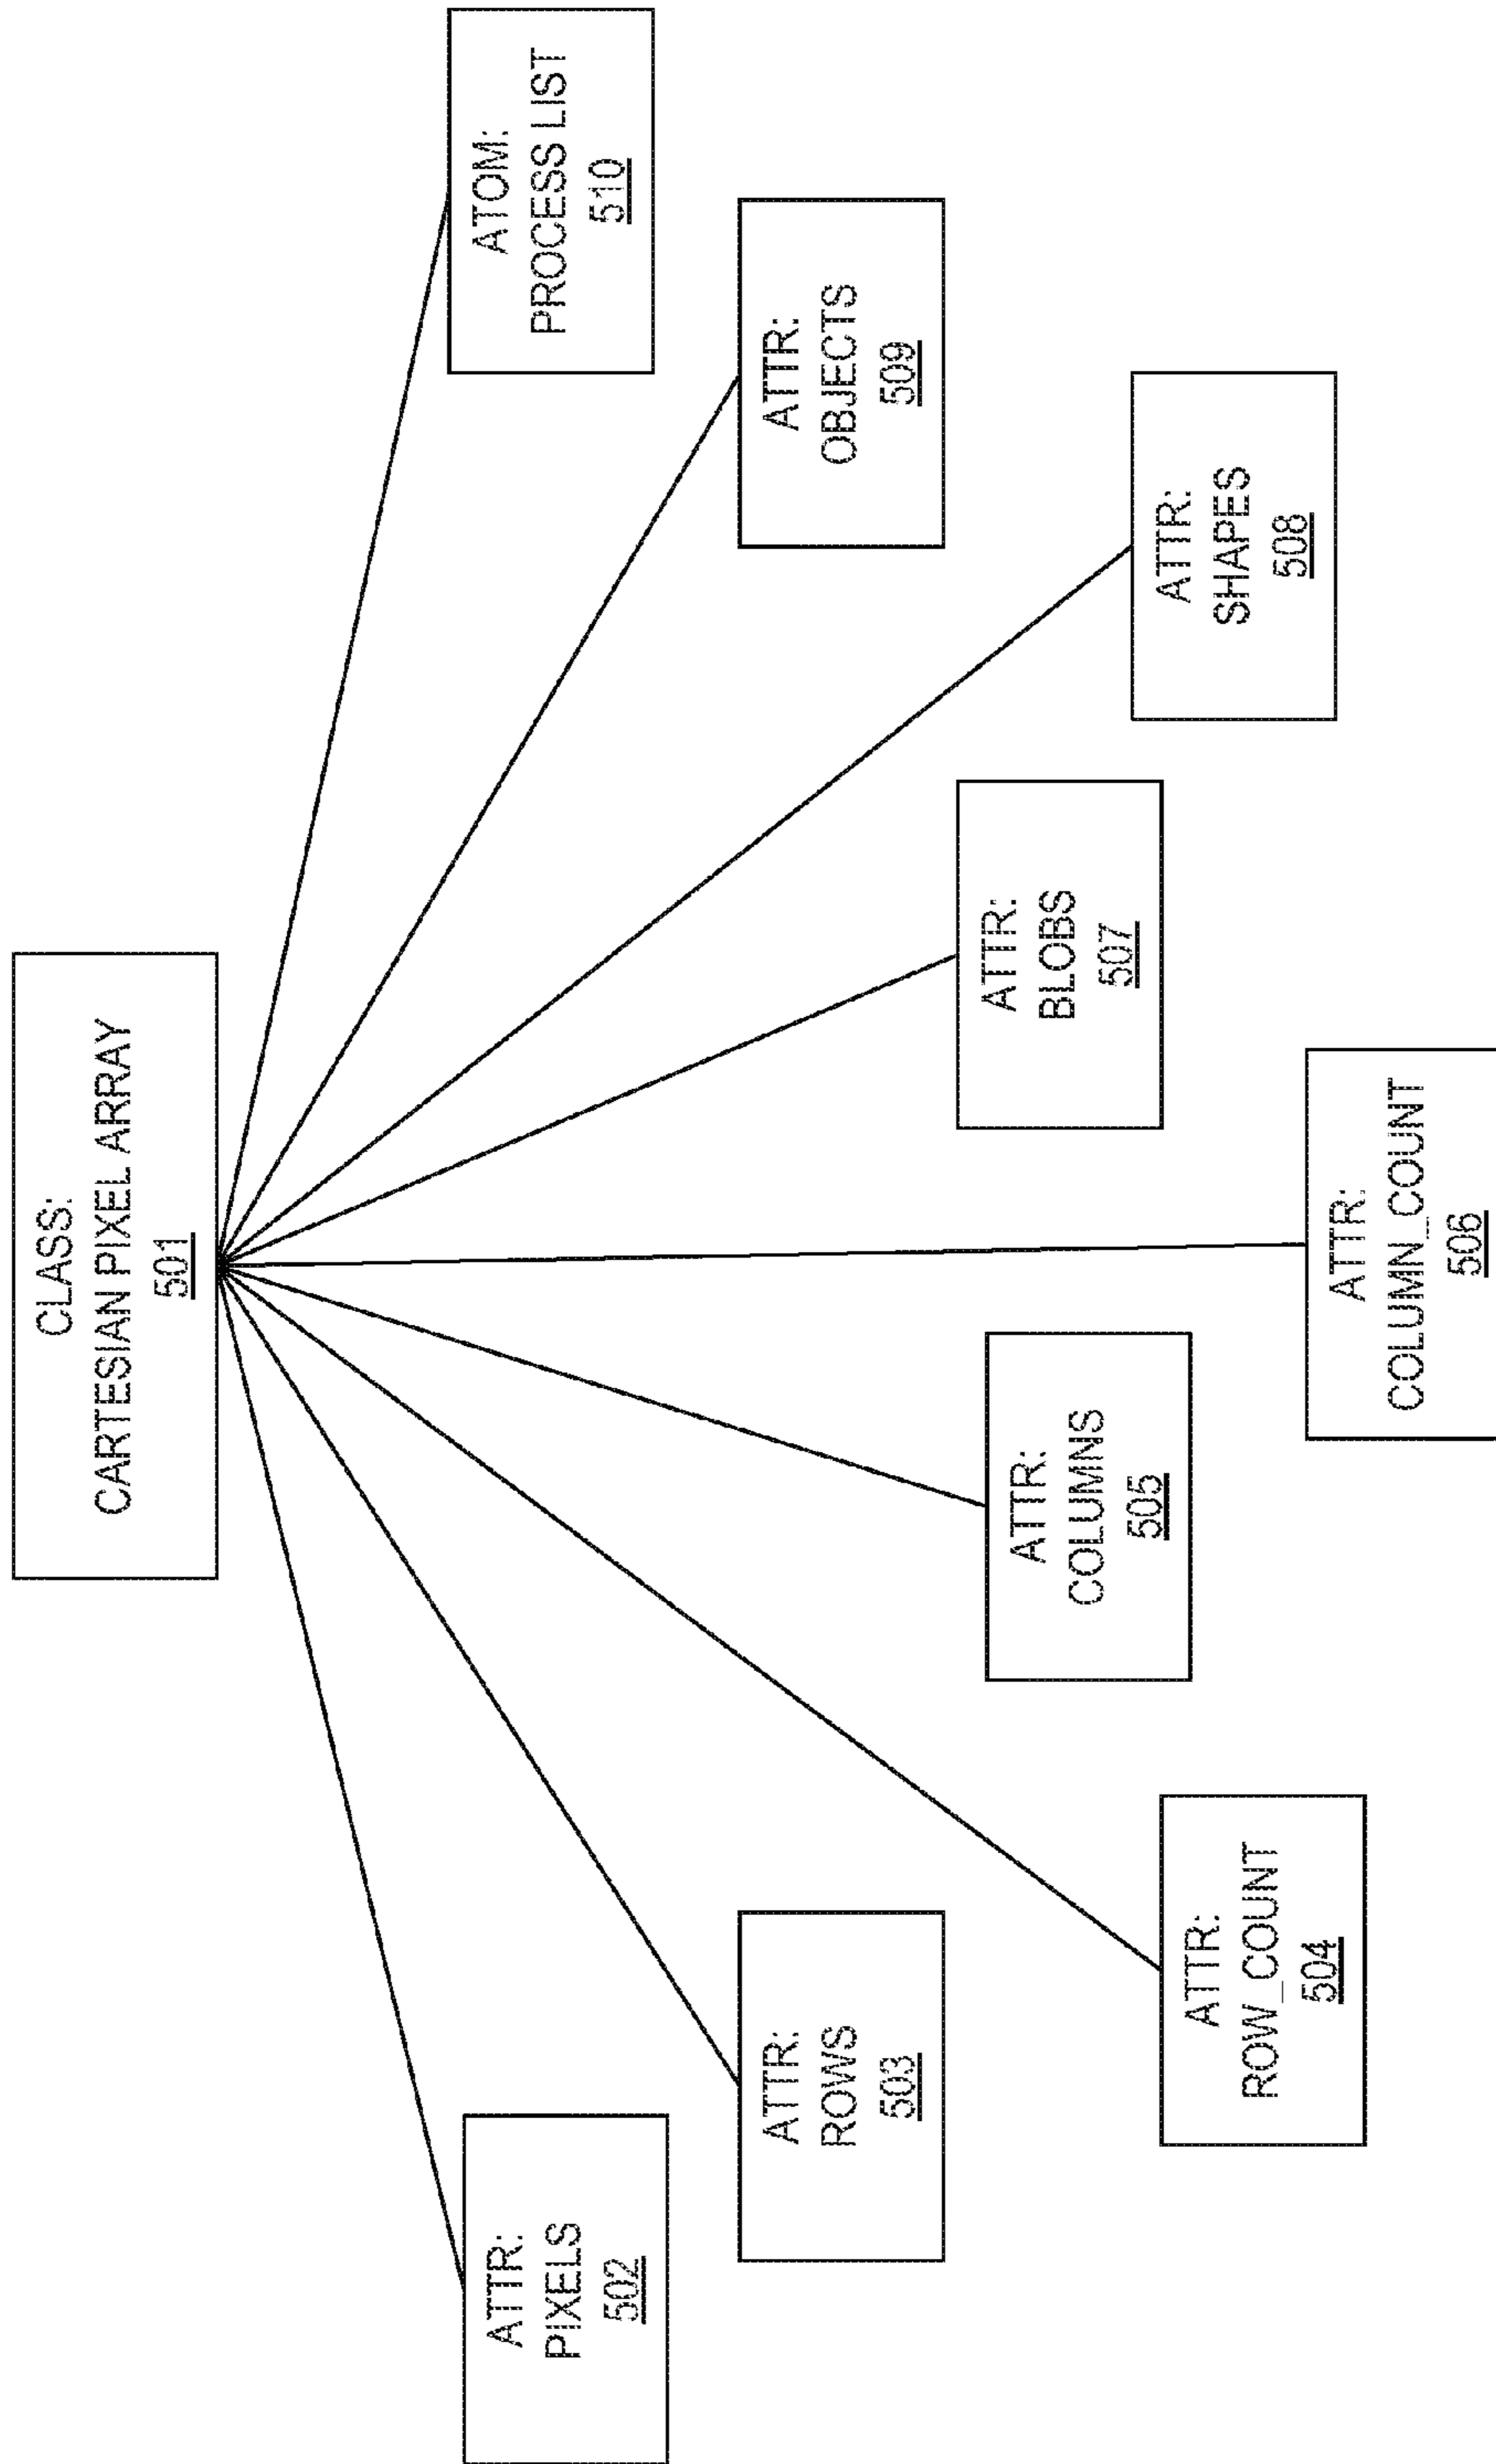 CLASS:
CARTESIAN PIXEL ARRAY
501
ATTR:
PIXELS
502
ATTR:
ROWS
503
ATTR:
ROW_COUNT
504
ATTR:
COLUMNS
505
ATTR:
COLUMN_COUNT
506
ATTR:
BLOBS
507
ATTR:
SHAPES
508
ATTR:
OBJECTS
509
ATOM:
PROCESS LIST
510